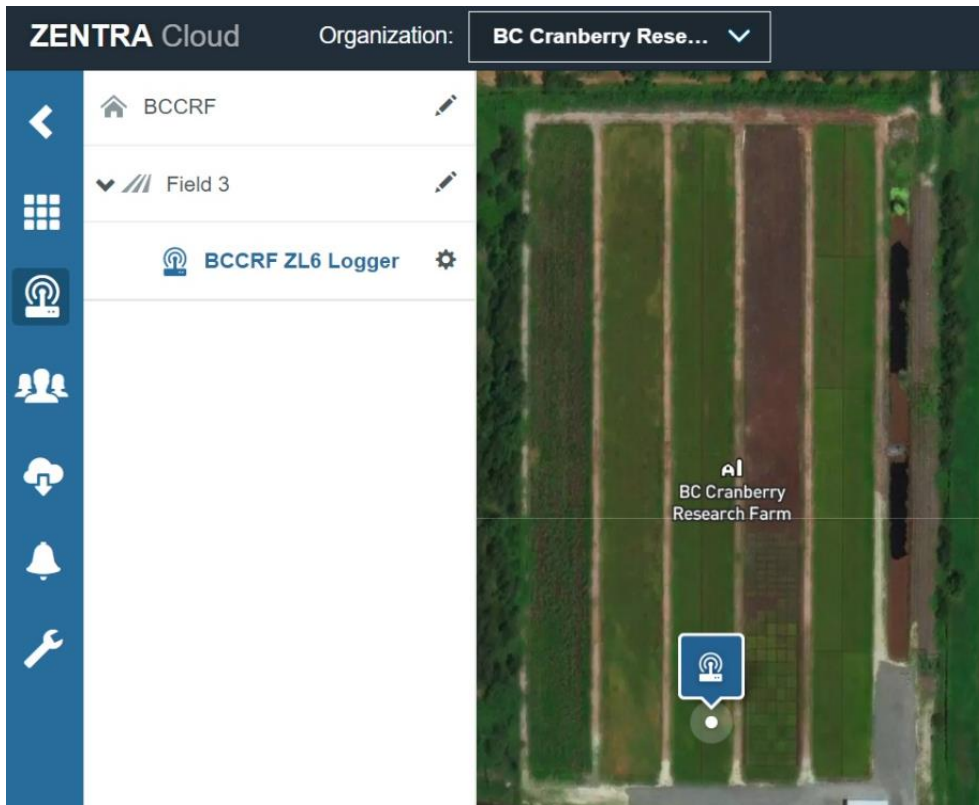 ZENTRA Cloud
Organization:
BC Cranberry Rese...
BCCRF
Field 3
BCCRF ZL6 Logger
BC Cranberry
Research Farm